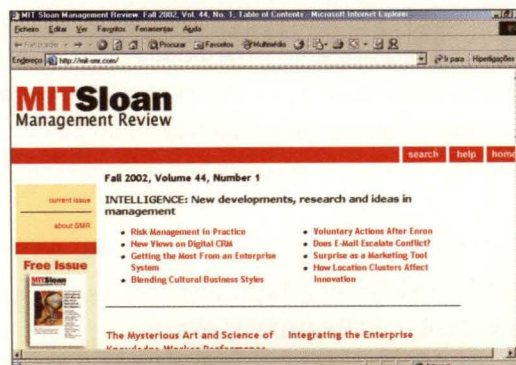 MIT Sloan Management Review, Fall 2002, Vol. 44, No. 1, Table of Contents - Microsoft Internet Explorer
Ficheiro Editar Ver Favoritos Ferramentas Ajuda
Procurar Favoritos Multimédia
Endereço http://mit-smr.com/ Ir para Hiperligações
MITSloan
Management Review
search help home
Fall 2002, Volume 44, Number 1
current issue
about SMR
INTELLIGENCE: New developments, research and ideas in
management
• Risk Management in Practice
• New Views on Digital CRM
• Getting the Most From an Enterprise
System
• Blending Cultural Business Styles
• Voluntary Actions After Enron
• Does E-Mail Escalate Conflict?
• Surprise as a Marketing Tool
• How Location Clusters Affect
Innovation
Free Issue
MITSloan
The Mysterious Art and Science of
Knowledge-Worker Performance
Integrating the Enterprise